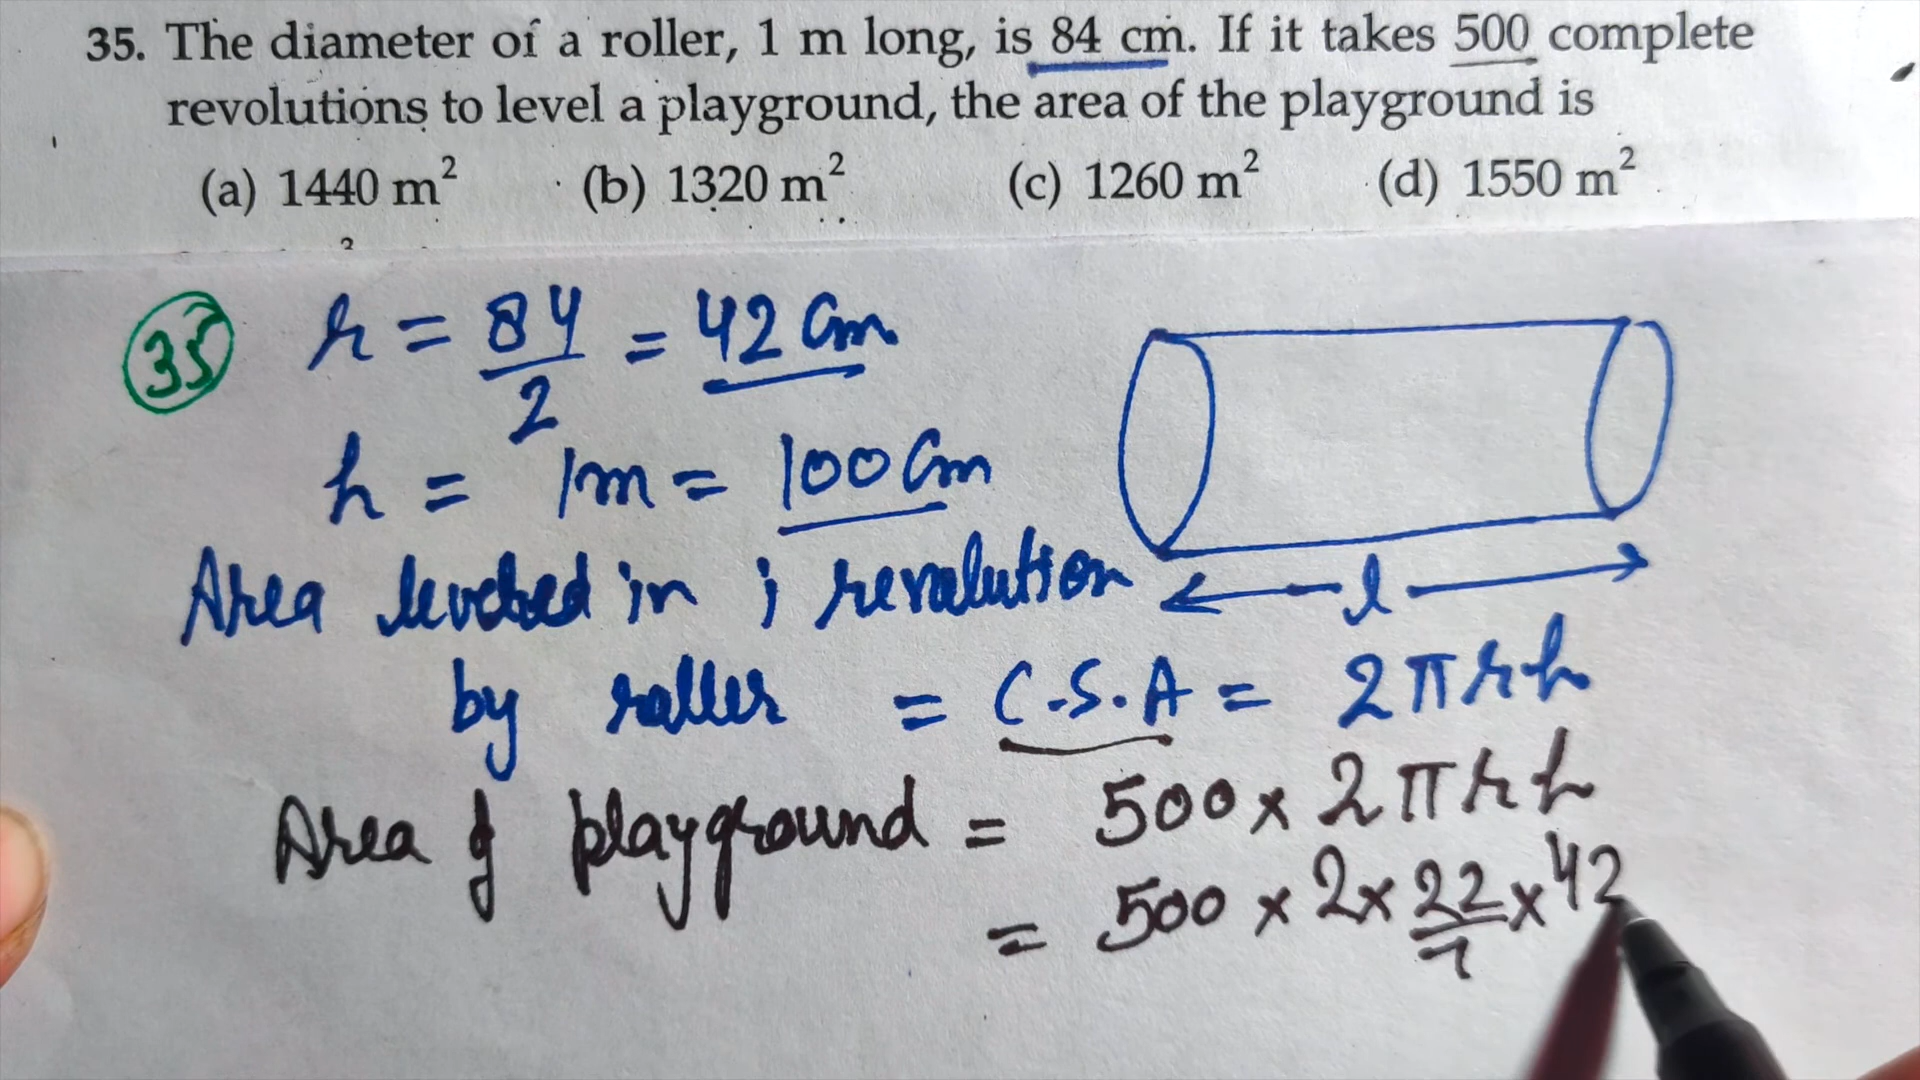 35. The diameter of a roller, 1 m long, is 84 cm. If it takes 500 complete
revolutions to level a playground, the area of the playground is
(a) 1440 m² (b) 1320 m² (c) 1260 m² (d) 1550 m²
35 r = 84/2 = 42 Cm
h = 1m = 100 Cm
Area leveled in 1 revolution
l
by roller = C.S.A = 2πrh
Area of playground = 500 × 2πrh
= 500 × 2 × 22/7 × 42